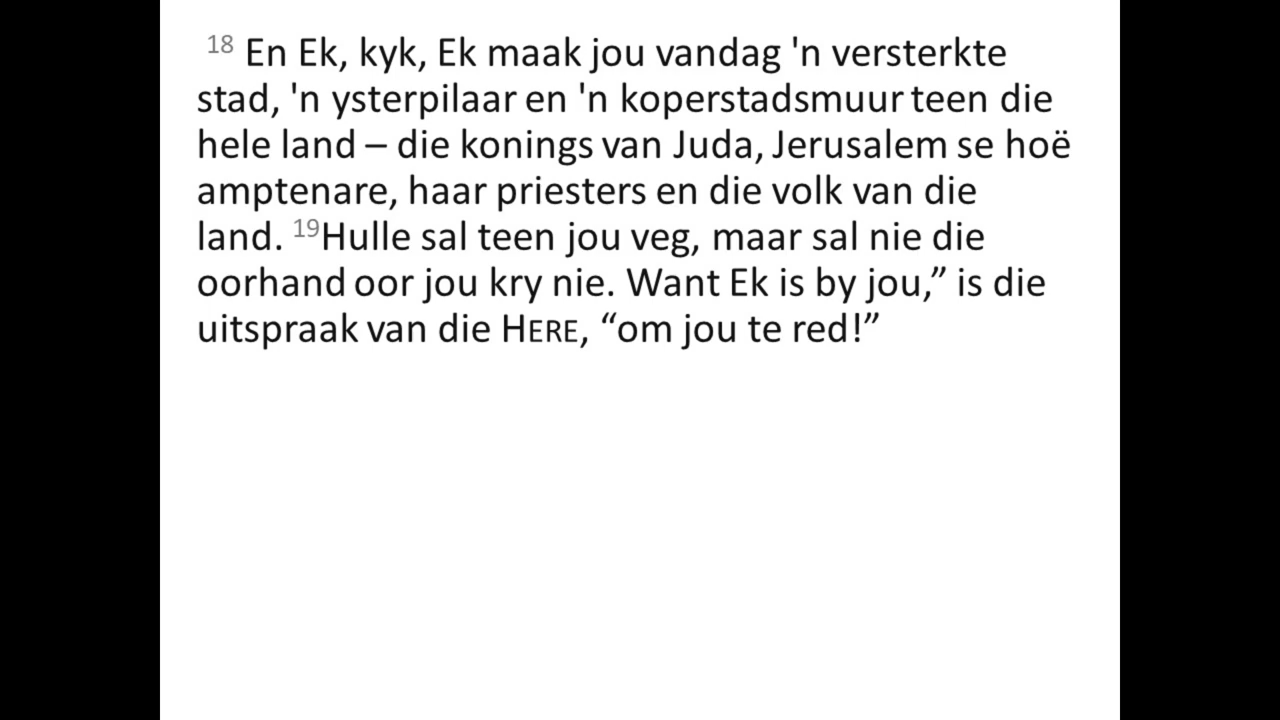 18 En Ek, kyk, Ek maak jou vandag 'n versterkte
stad, 'n ysterpilaar en 'n koperstadsmuur teen die
hele land – die konings van Juda, Jerusalem se hoë
amptenare, haar priesters en die volk van die
land. 19Hulle sal teen jou veg, maar sal nie die
oorhand oor jou kry nie. Want Ek is by jou,” is die
uitspraak van die HERE, “om jou te red!”